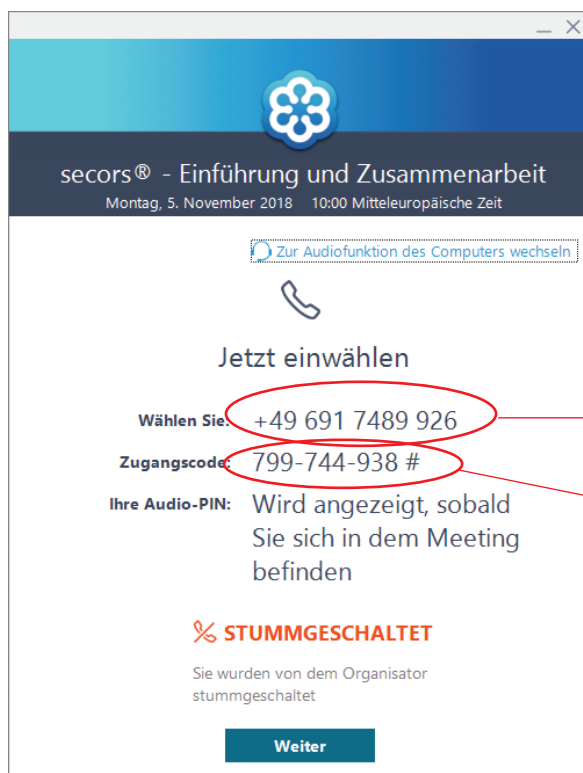 secors® - Einführung und Zusammenarbeit
Montag, 5. November 2018 10:00 Mitteleuropäische Zeit
Zur Audiofunktion des Computers wechseln
Jetzt einwählen
Wählen Sie: +49 691 7489 926
Zugangscode: 799-744-938 #
Ihre Audio-PIN: Wird angezeigt, sobald
Sie sich in dem Meeting
befinden
STUMMGESCHALTET
Sie wurden von dem Organisator
stummgeschaltet
Weiter